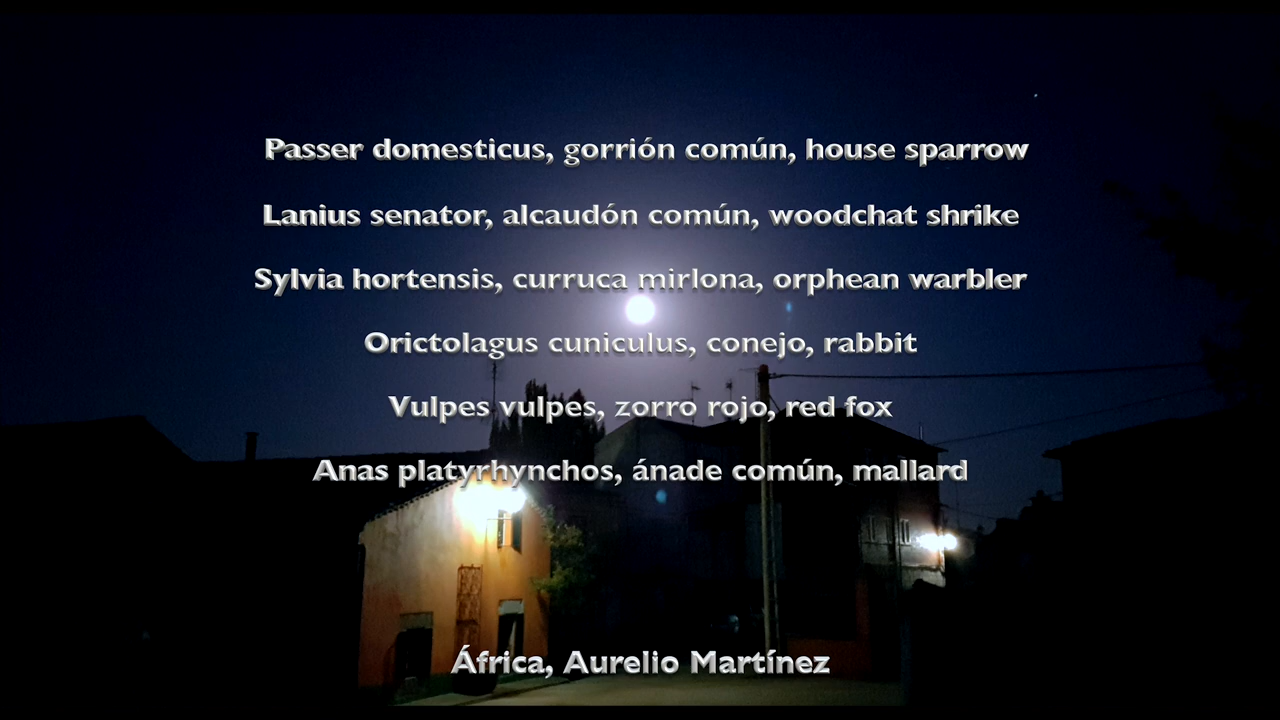 Passer domesticus, gorrión común, house sparrow
Lanius senator, alcaudón común, woodchat shrike
Sylvia hortensis, curruca mirlona, orphean warbler
Orictolagus cuniculus, conejo, rabbit
Vulpes vulpes, zorro rojo, red fox
Anas platyrhynchos, ánade común, mallard
África, Aurelio Martínez